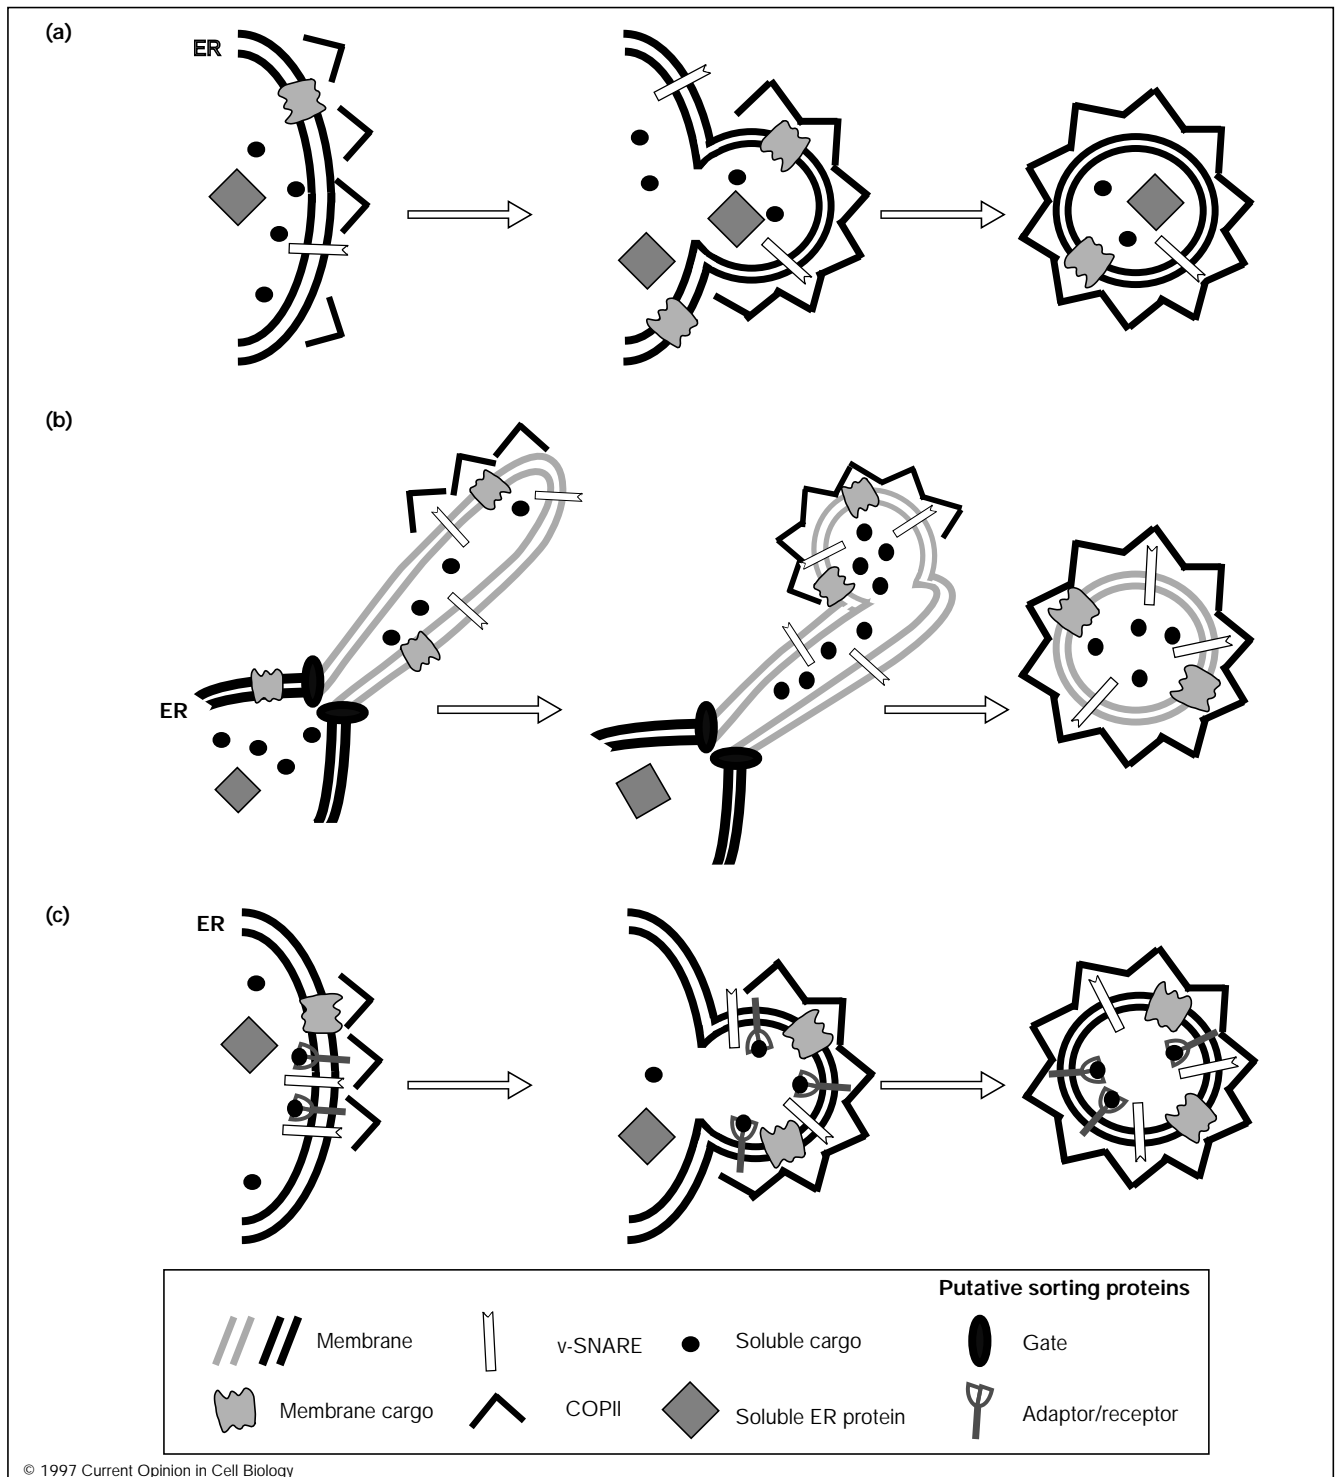 (a)
ER
(b)
ER
(c)
ER
Putative sorting proteins
Membrane
v-SNARE
Soluble cargo
Gate
Membrane cargo
COPII
Soluble ER protein
Adaptor/receptor
© 1997 Current Opinion in Cell Biology